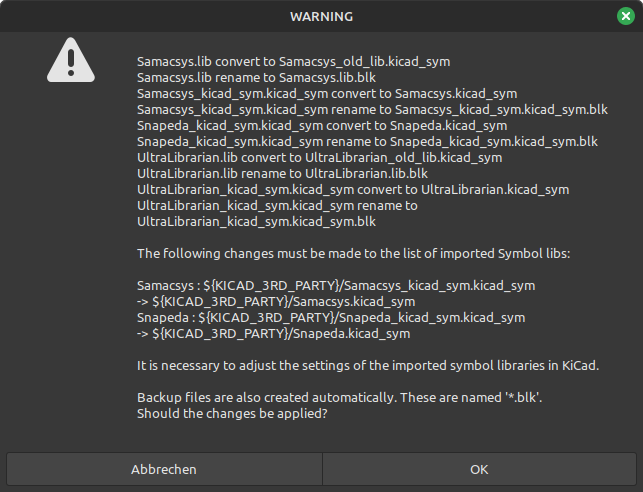 WARNING
Samacsys.lib convert to Samacsys_old_lib.kicad_sym
Samacsys.lib rename to Samacsys.lib.blk
Samacsys_kicad_sym.kicad_sym convert to Samacsys.kicad_sym
Samacsys_kicad_sym.kicad_sym rename to Samacsys_kicad_sym.kicad_sym.blk
Snapeda_kicad_sym.kicad_sym convert to Snapeda.kicad_sym
Snapeda_kicad_sym.kicad_sym rename to Snapeda_kicad_sym.kicad_sym.blk
UltraLibrarian.lib convert to UltraLibrarian_old_lib.kicad_sym
UltraLibrarian.lib rename to UltraLibrarian.lib.blk
UltraLibrarian_kicad_sym.kicad_sym convert to UltraLibrarian.kicad_sym
UltraLibrarian_kicad_sym.kicad_sym rename to
UltraLibrarian_kicad_sym.kicad_sym.blk
The following changes must be made to the list of imported Symbol libs:
Samacsys : ${KICAD_3RD_PARTY}/Samacsys_kicad_sym.kicad_sym
-> ${KICAD_3RD_PARTY}/Samacsys.kicad_sym
Snapeda : ${KICAD_3RD_PARTY}/Snapeda_kicad_sym.kicad_sym
-> ${KICAD_3RD_PARTY}/Snapeda.kicad_sym
It is necessary to adjust the settings of the imported symbol libraries in KiCad.
Backup files are also created automatically. These are named '*.blk'.
Should the changes be applied?
Abbrechen
OK